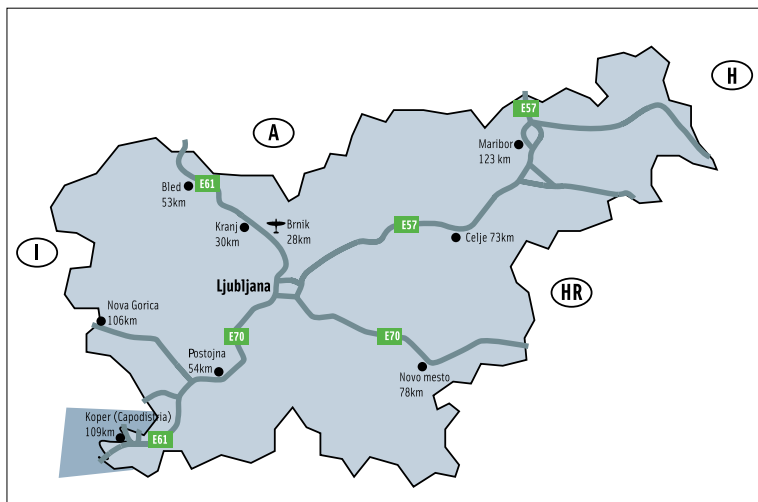 H
E57
A
Maribor
123 km
Bled
53km
E61
Kranj
30km
Brnik
28km
E57
Celje 73km
I
Ljubljana
HR
Nova Gorica
106km
E70
E70
Postojna
54km
Novo mesto
78km
Koper (Capodistria)
109km
E61